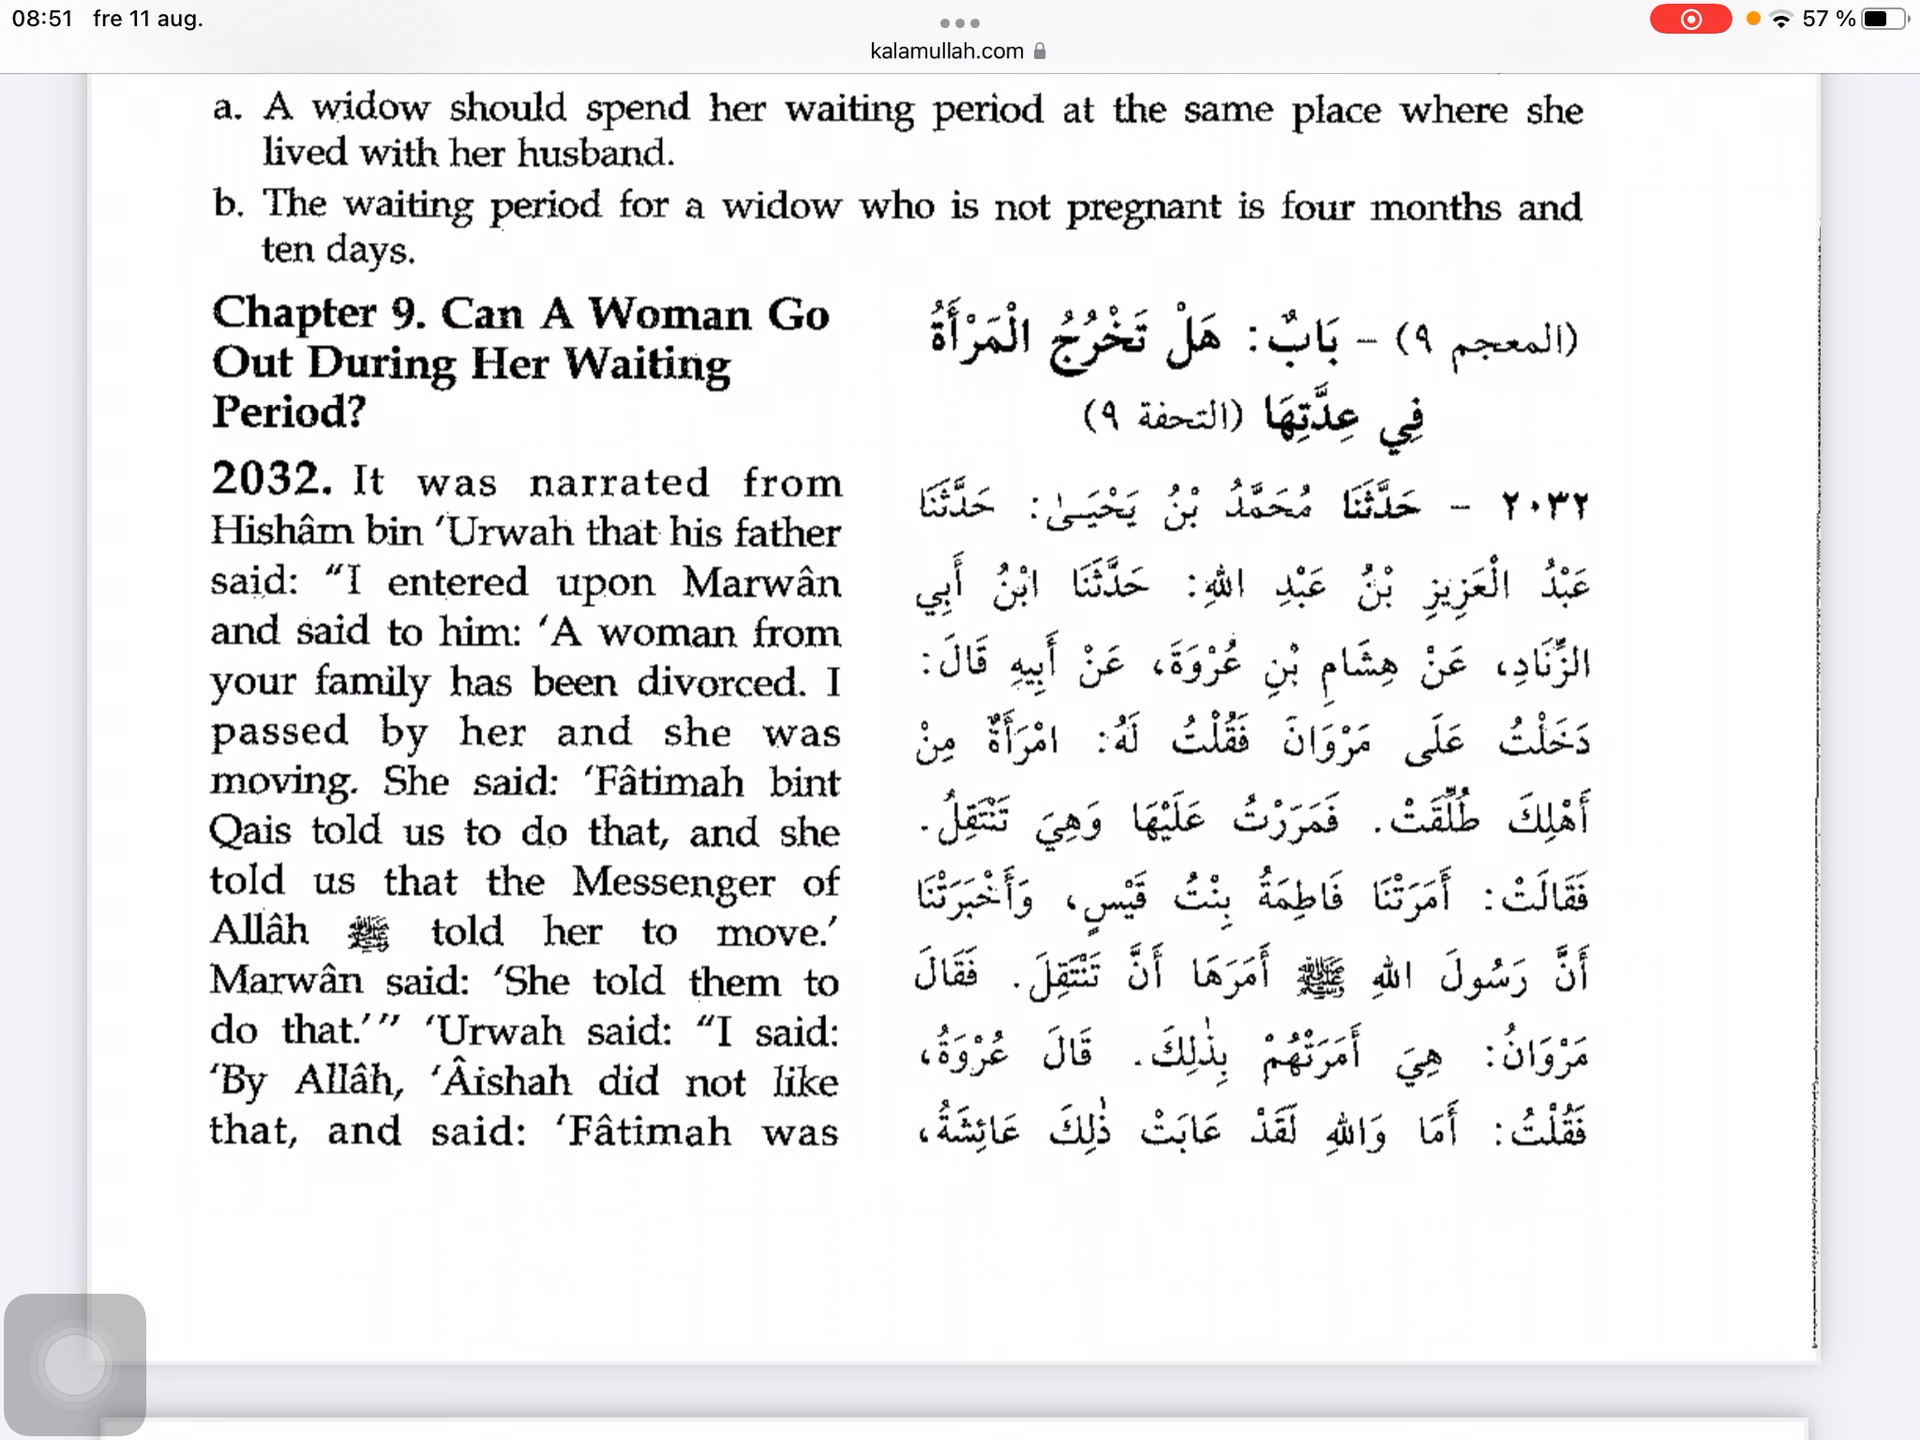 08:51 fre 11 aug.
57 %
kalamullah.com
a. A widow should spend her waiting period at the same place where she
lived with her husband.
b. The waiting period for a widow who is not pregnant is four months and
ten days.
Chapter 9. Can A Woman Go
Out During Her Waiting
Period?
2032. It was narrated from
Hishâm bin ‘Urwah that his father
said: “I entered upon Marwân
and said to him: ‘A woman from
your family has been divorced. I
passed by her and she was
moving. She said: ‘Fâtimah bint
Qais told us to do that, and she
told us that the Messenger of
Allâh ﷺ told her to move.’
Marwân said: ‘She told them to
do that.’” ‘Urwah said: “I said:
‘By Allâh, ‘Âishah did not like
that, and said: ‘Fâtimah was
(المعجم ٩) - بَابٌ: هَلْ تَخْرُجُ الْمَرْأَةُ
فِي عِدَّتِهَا (التحفة ٩)
٢٠٣٢ - حَدَّثَنَا مُحَمَّدُ بْنُ يَحْيَىٰ: حَدَّثَنَا
عَبْدُ الْعَزِيزِ بْنُ عَبْدِ اللهِ: حَدَّثَنَا ابْنُ أَبِي
الزِّنَادِ، عَنْ هِشَامِ بْنِ عُرْوَةَ، عَنْ أَبِيهِ قَالَ:
دَخَلْتُ عَلَى مَرْوَانَ فَقُلْتُ لَهُ: امْرَأَةٌ مِنْ
أَهْلِكَ طُلِّقَتْ. فَمَرَرْتُ عَلَيْهَا وَهِيَ تَنْتَقِلُ.
فَقَالَتْ: أَمَرَتْنَا فَاطِمَةُ بِنْتُ قَيْسٍ، وَأَخْبَرَتْنَا
أَنَّ رَسُولَ اللهِ ﷺ أَمَرَهَا أَنْ تَنْتَقِلَ. فَقَالَ
مَرْوَانُ: هِيَ أَمَرَتْهُمْ بِذٰلِكَ. قَالَ عُرْوَةُ،
فَقُلْتُ: أَمَا وَاللهِ لَقَدْ عَابَتْ ذٰلِكَ عَائِشَةُ،